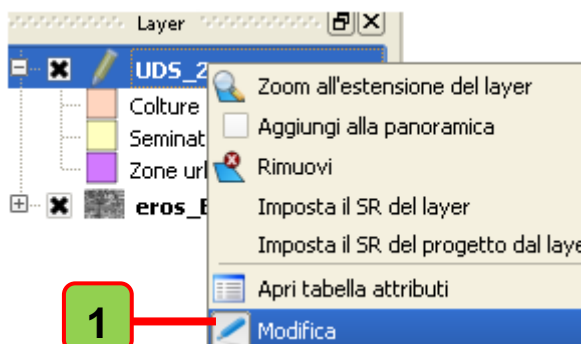 Layer
UDS_2
Zoom all'estensione del layer
Colture
Aggiungi alla panoramica
Seminat
Zone url
Rimuovi
eros_E
Imposta il SR del layer
Imposta il SR del progetto dal laye
Apri tabella attributi
1
Modifica